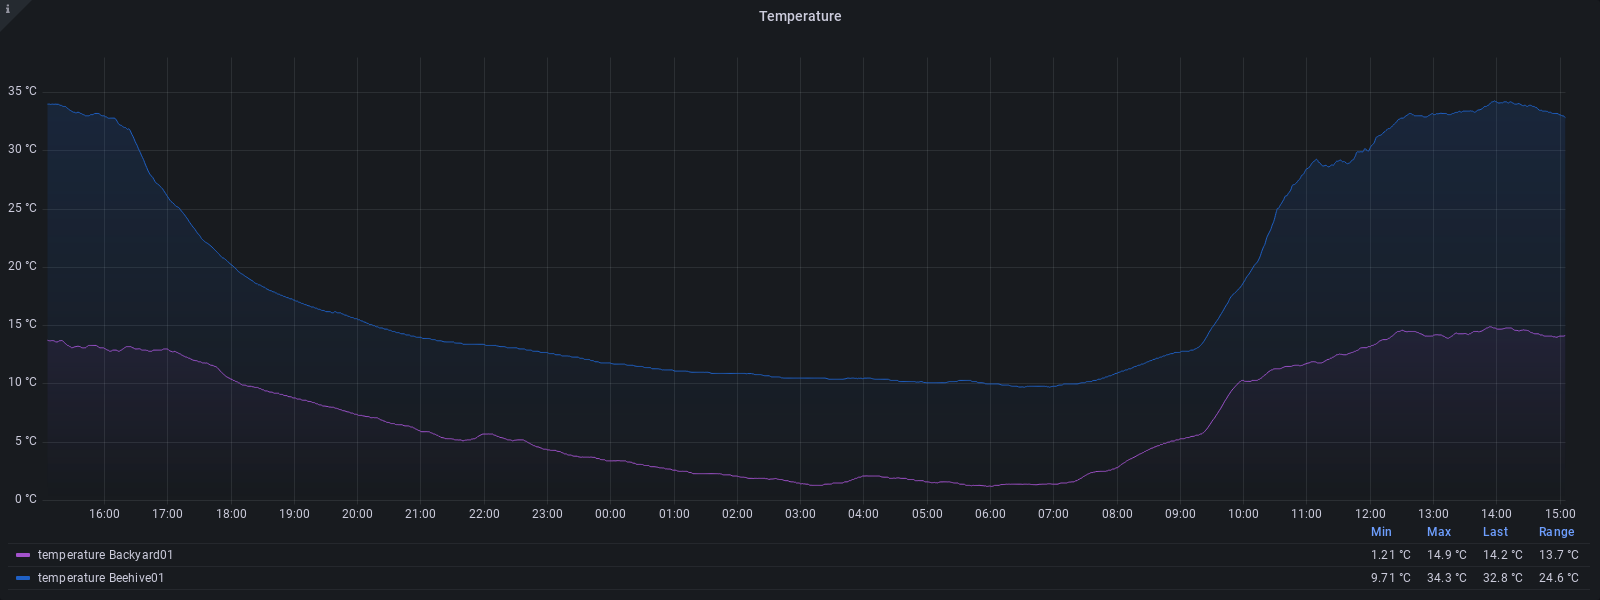 i
Temperature
35 °C
30 °C
25 °C
20 °C
15 °C
10 °C
5 °C
0 °C
16:00 17:00 18:00 19:00 20:00 21:00 22:00 23:00 00:00 01:00 02:00 03:00 04:00 05:00 06:00 07:00 08:00 09:00 10:00 11:00 12:00 13:00 14:00 15:00
Min Max Last Range
temperature Backyard01 1.21 °C 14.9 °C 14.2 °C 13.7 °C
temperature Beehive01 9.71 °C 34.3 °C 32.8 °C 24.6 °C